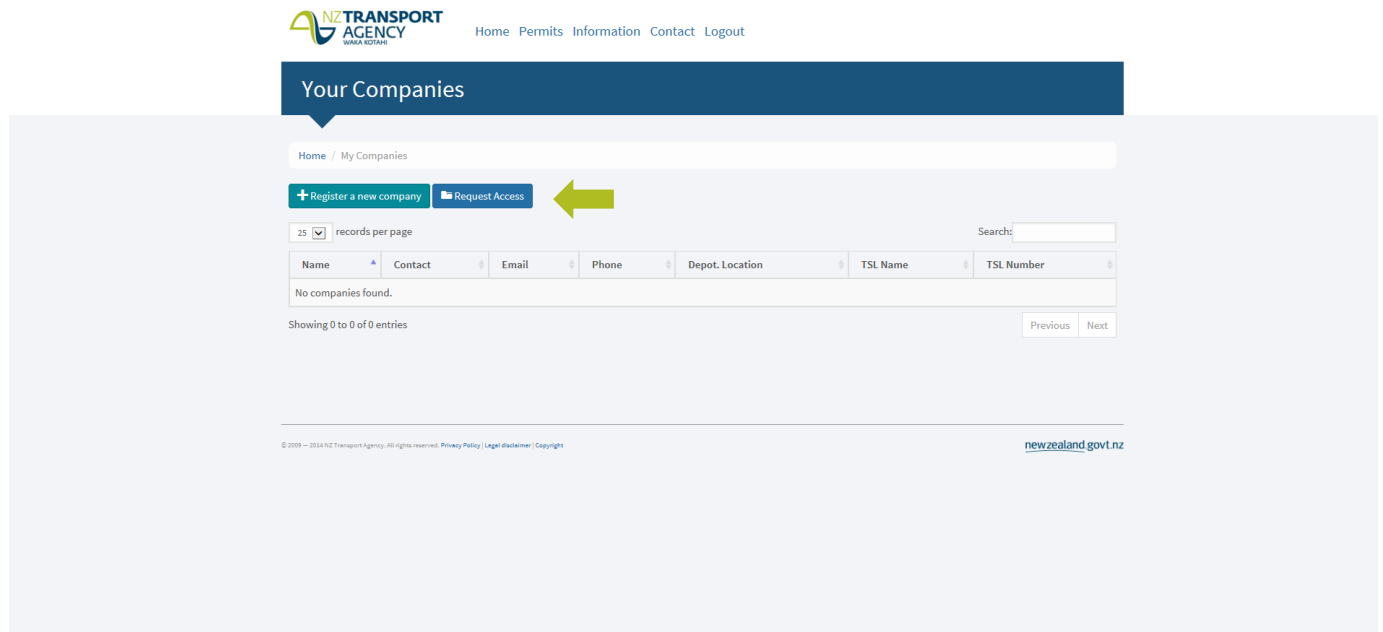 NZTRANSPORT
AGENCY
WAKA KOTAHI
Home Permits Information Contact Logout
Your Companies
Home / My Companies
Register a new company Request Access
25 records per page Search:
Name Contact Email Phone Depot. Location TSL Name TSL Number
No companies found.
Showing 0 to 0 of 0 entries Previous Next
© 2009 — 2014 NZ Transport Agency. All rights reserved. Privacy Policy | Legal disclaimer | Copyright newzealand.govt.nz